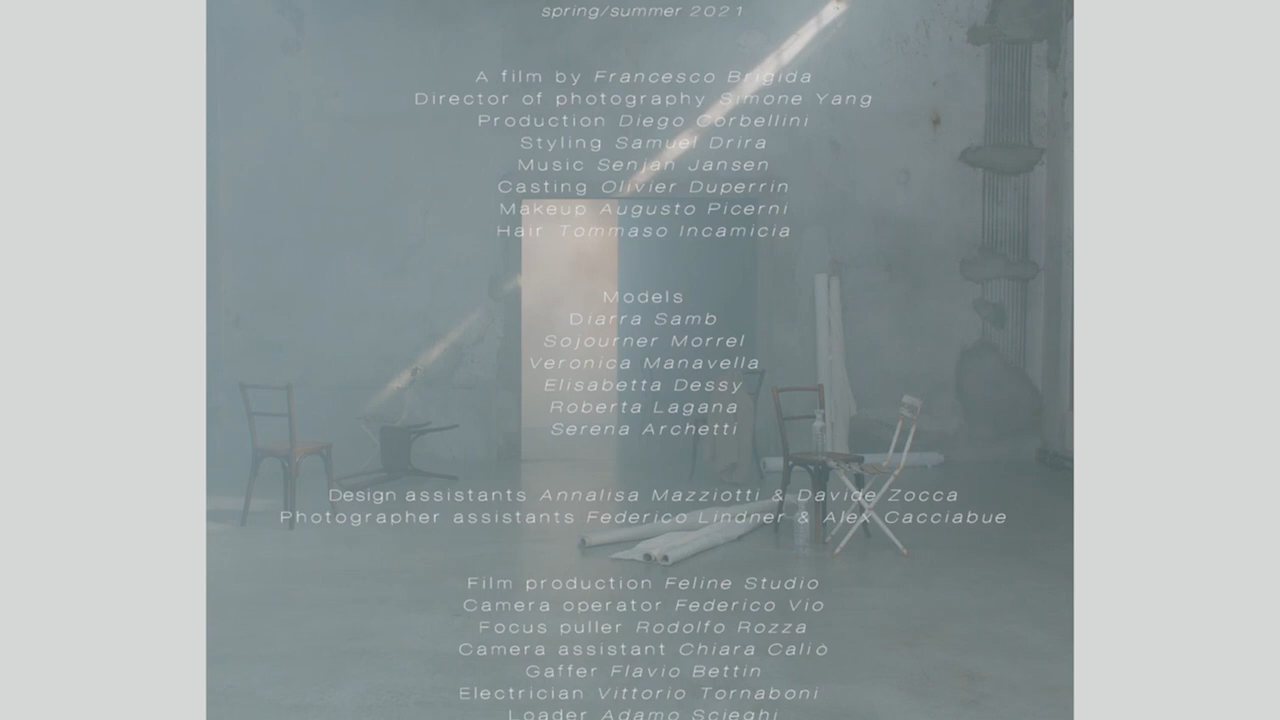 spring/summer 2021
A film by Francesco Brigida
Director of photography Simone Yang
Production Diego Corbellini
Styling Samuel Drira
Music Senjan Jansen
Casting Olivier Duperrin
Makeup Augusto Picerni
Hair Tommaso Incamicia
Models
Diarra Samb
Sojourner Morrel
Veronica Manavella
Elisabetta Dessy
Roberta Lagana
Serena Archetti
Design assistants Annalisa Mazziotti & Davide Zocca
Photographer assistants Federico Lindner & Alex Cacciabue
Film production Feline Studio
Camera operator Federico Vio
Focus puller Rodolfo Rozza
Camera assistant Chiara Caliò
Gaffer Flavio Bettin
Electrician Vittorio Tornaboni
Loader Adamo Scieghi